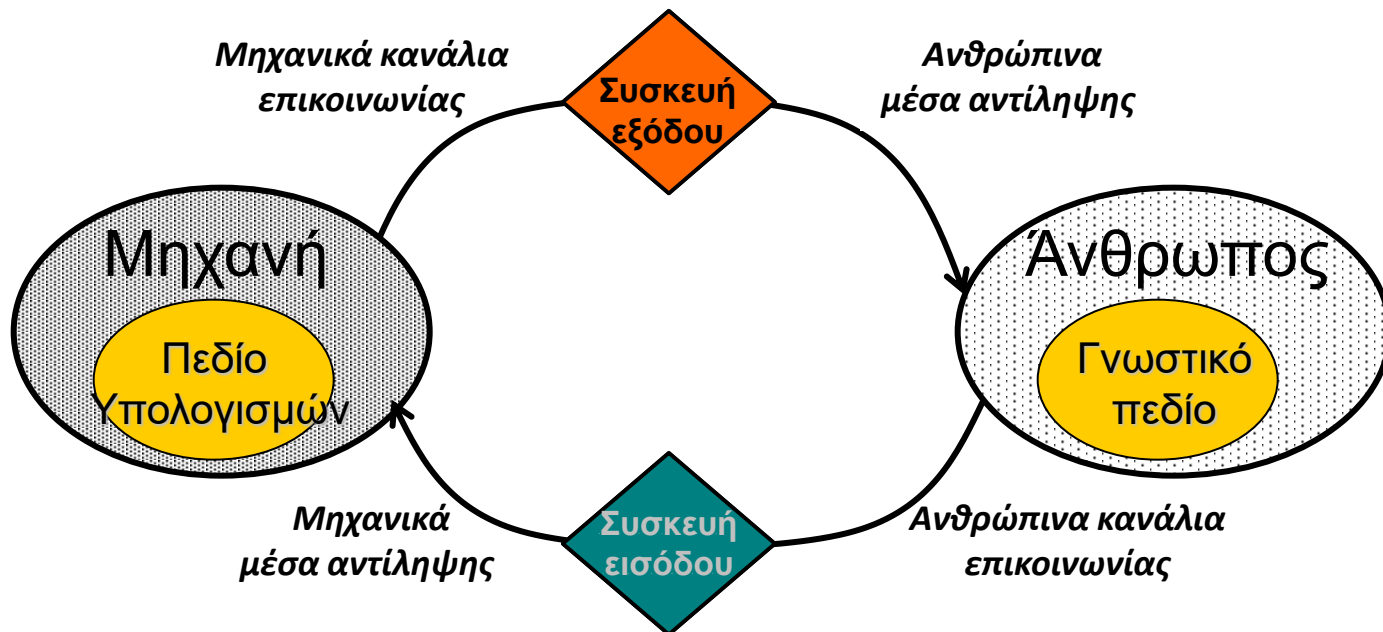 Μηχανικά κανάλια
επικοινωνίας
Συσκευή
εξόδου
Ανθρώπινα
μέσα αντίληψης
Μηχανή
Πεδίο
Υπολογισμών
Άνθρωπος
Γνωστικό
πεδίο
Μηχανικά
μέσα αντίληψης
Συσκευή
εισόδου
Ανθρώπινα κανάλια
επικοινωνίας